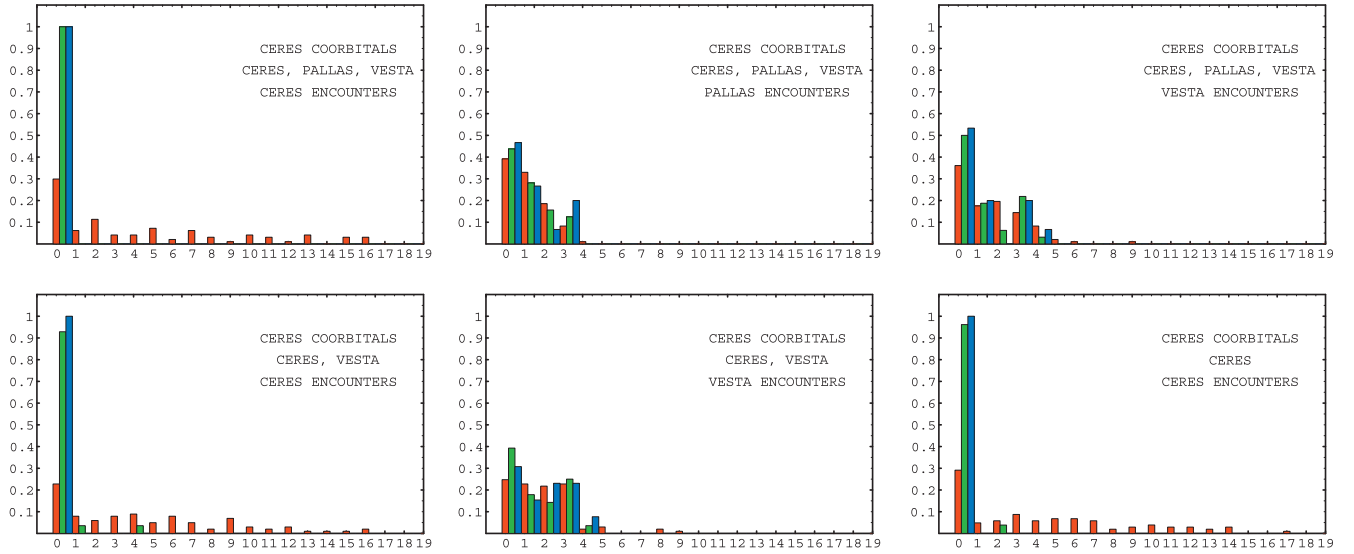 1
0.9
0.8
0.7
0.6
0.5
0.4
0.3
0.2
0.1
CERES COORBITALS
CERES, PALLAS, VESTA
CERES ENCOUNTERS
0 1 2 3 4 5 6 7 8 9 10 11 12 13 14 15 16 17 18 19
1
0.9
0.8
0.7
0.6
0.5
0.4
0.3
0.2
0.1
CERES COORBITALS
CERES, PALLAS, VESTA
PALLAS ENCOUNTERS
0 1 2 3 4 5 6 7 8 9 10 11 12 13 14 15 16 17 18 19
1
0.9
0.8
0.7
0.6
0.5
0.4
0.3
0.2
0.1
CERES COORBITALS
CERES, PALLAS, VESTA
VESTA ENCOUNTERS
0 1 2 3 4 5 6 7 8 9 10 11 12 13 14 15 16 17 18 19
1
0.9
0.8
0.7
0.6
0.5
0.4
0.3
0.2
0.1
CERES COORBITALS
CERES, VESTA
CERES ENCOUNTERS
0 1 2 3 4 5 6 7 8 9 10 11 12 13 14 15 16 17 18 19
1
0.9
0.8
0.7
0.6
0.5
0.4
0.3
0.2
0.1
CERES COORBITALS
CERES, VESTA
VESTA ENCOUNTERS
0 1 2 3 4 5 6 7 8 9 10 11 12 13 14 15 16 17 18 19
1
0.9
0.8
0.7
0.6
0.5
0.4
0.3
0.2
0.1
CERES COORBITALS
CERES
CERES ENCOUNTERS
0 1 2 3 4 5 6 7 8 9 10 11 12 13 14 15 16 17 18 19